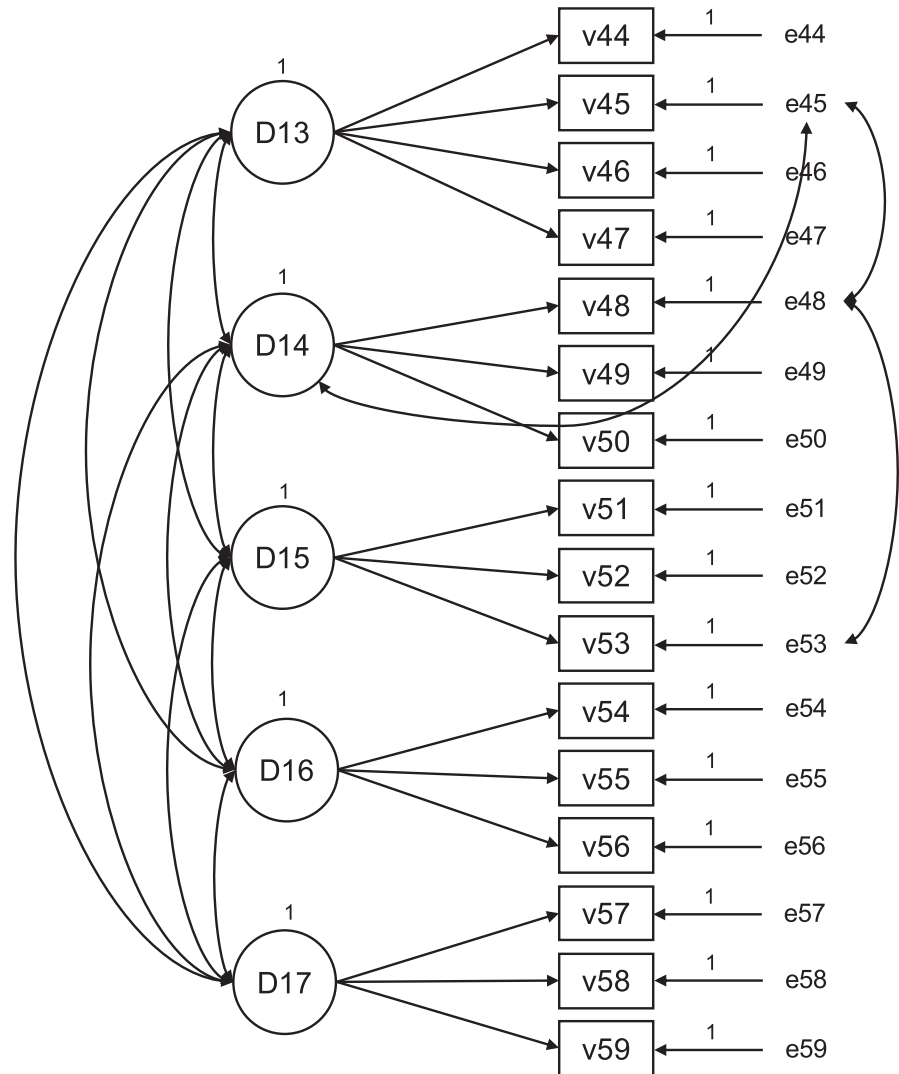 v44 1 e44
1
v45 1 e45
D13
v46 1 e46
v47 1 e47
1
v48 1 e48
D14
v49 1 e49
v50 1 e50
1
v51 1 e51
D15
v52 1 e52
v53 1 e53
1
v54 1 e54
D16
v55 1 e55
v56 1 e56
1
v57 1 e57
D17
v58 1 e58
v59 1 e59